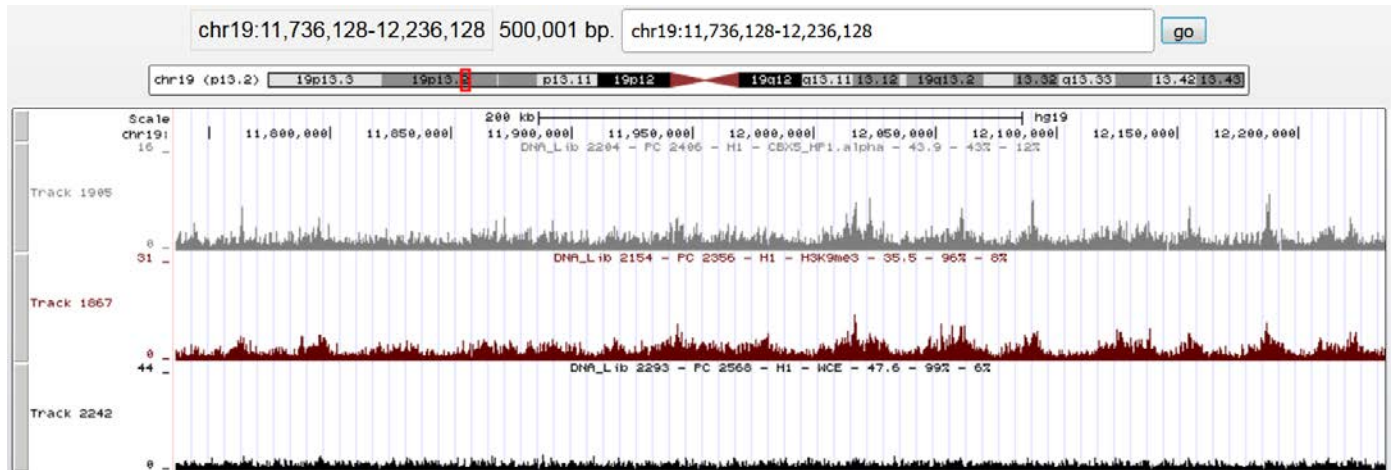 chr19:11,736,128-12,236,128 500,001 bp. chr19:11,736,128-12,236,128 go
chr19 (p13.2) 19p13.3 19p13.2 p13.11 19p12 19q12 q13.11 13.12 19q13.2 13.32 q13.33 13.42 13.43
Scale 200 kb hg19
chr19: 11,800,000 11,850,000 11,900,000 11,950,000 12,000,000 12,050,000 12,100,000 12,150,000 12,200,000
DNA_Lib 2204 - PC 2406 - H1 - CBX5_HP1.alpha - 43.9 - 43% - 12%
16 _
Track 1905
0 _
DNA_Lib 2154 - PC 2356 - H1 - H3K9me3 - 35.5 - 96% - 8%
31 _
Track 1867
0 _
DNA_Lib 2293 - PC 2568 - H1 - WCE - 47.6 - 99% - 6%
44 _
Track 2242
0 _